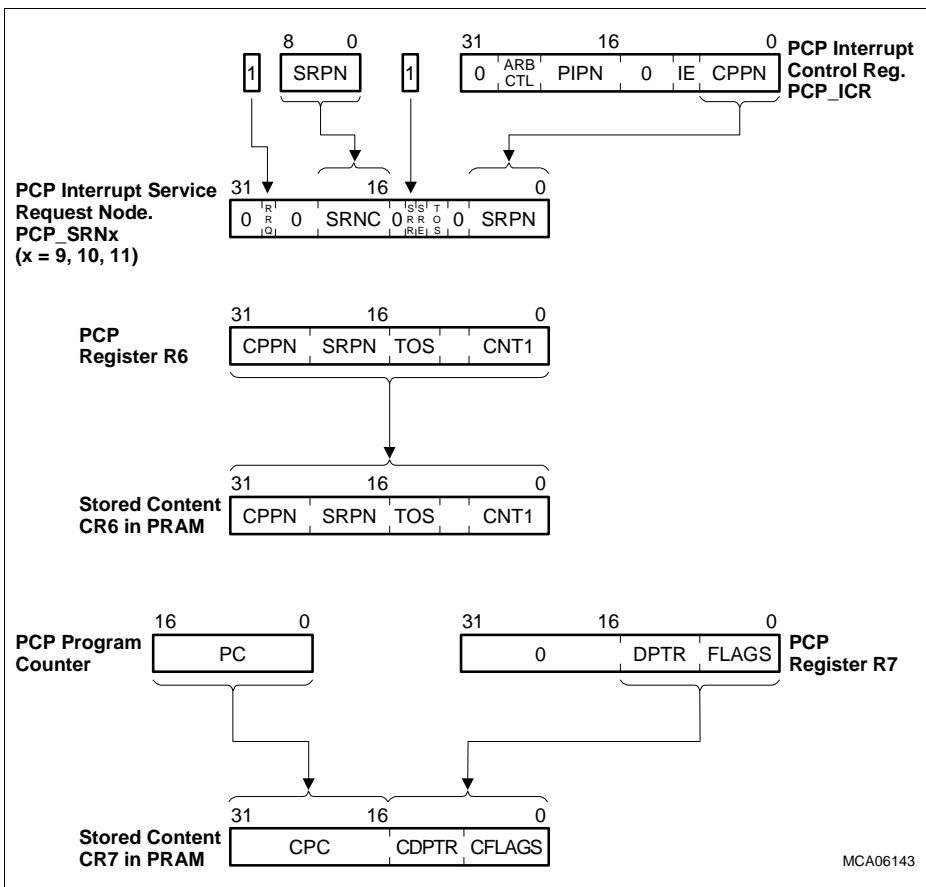 8 0
1 SRPN 1
31 16 0
0 ARB CTL PIPN 0 IE CPPN
PCP Interrupt
Control Reg.
PCP_ICR
PCP Interrupt Service
Request Node.
PCP_SRNx
(x = 9, 10, 11)
31 16 0
0 RRQ 0 SRNC 0 SRR SRE TOS 0 SRPN
PCP
Register R6
31 16 0
CPPN SRPN TOS CNT1
Stored Content
CR6 in PRAM
31 16 0
CPPN SRPN TOS CNT1
PCP Program
Counter
16 0
PC
31 16 0
0 DPTR FLAGS
PCP
Register R7
Stored Content
CR7 in PRAM
31 16 0
CPC CDPTR CFLAGS
MCA06143